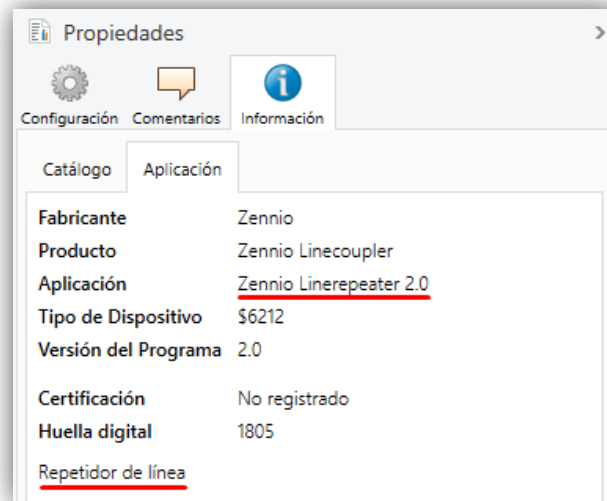 Propiedades
Configuración Comentarios Información
Catálogo Aplicación
Fabricante Zennio
Producto Zennio Linecoupler
Aplicación Zennio Linerepeater 2.0
Tipo de Dispositivo $6212
Versión del Programa 2.0
Certificación No registrado
Huella digital 1805
Repetidor de línea